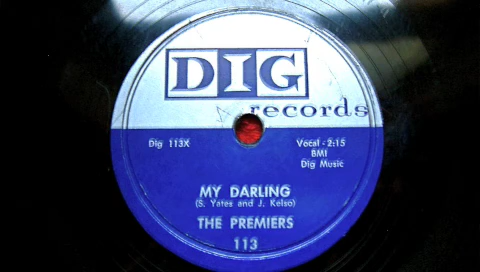 DIG
records
Dig 113X
Vocal - 2:15
BMI
Dig Music
MY DARLING
(S. Yates and J. Kelso)
THE PREMIERS
113